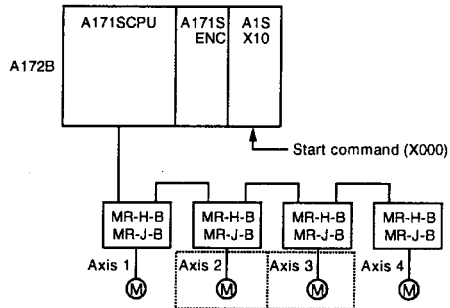 A171SCPU
A171S
ENC
A1S
X10
A172B
Start command (X000)
MR-H-B
MR-J-B
MR-H-B
MR-J-B
MR-H-B
MR-J-B
MR-H-B
MR-J-B
Axis 1
Axis 2
Axis 3
Axis 4
M
M
M
M